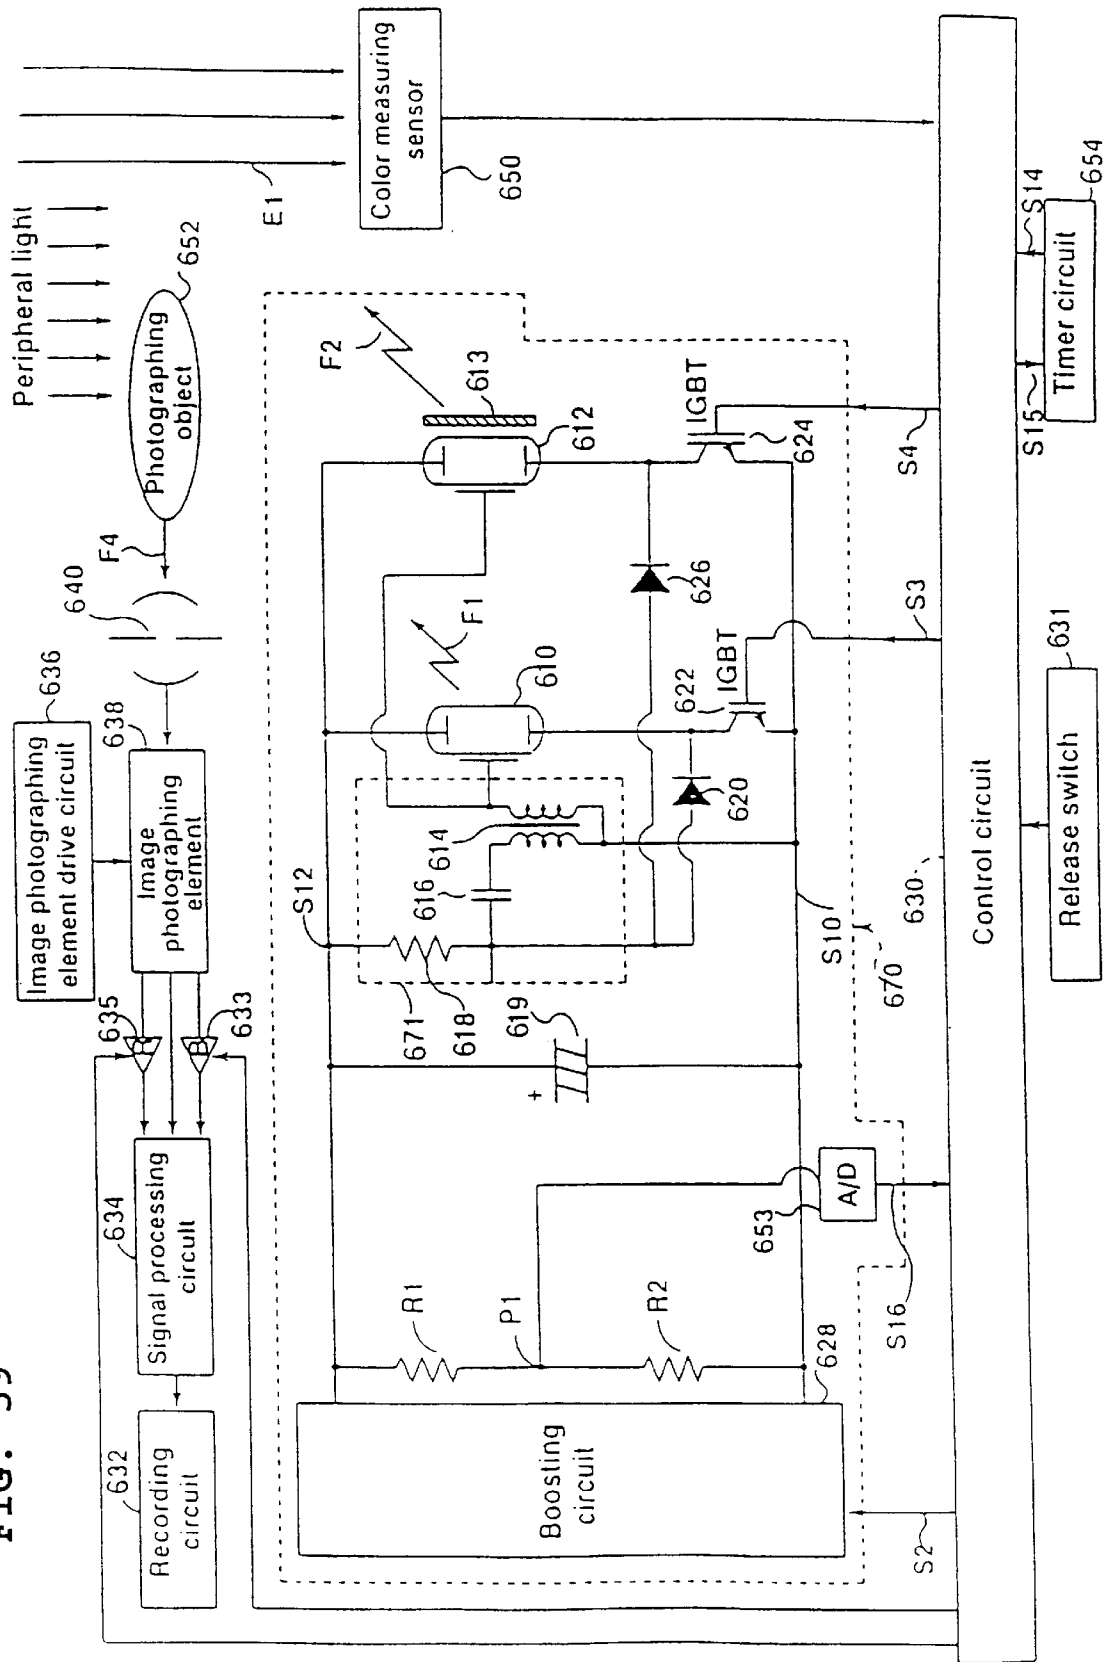 FIG. 39
Peripheral light
Photographing
object
652
F4
640
636
Image photographing
element drive circuit
638
Image
photographing
element
635
B
633
B
634
Signal processing
circuit
632
Recording
circuit
E1
Color measuring
sensor
650
F2
613
612
IGBT
624
S4
F1
610
622
IGBT
S3
626
620
614
616
S12
618
671
619
+
S10
670
630
R1
P1
R2
653
A/D
S16
628
Boosting
circuit
S2
Control circuit
631
Release switch
S15
S14
654
Timer circuit